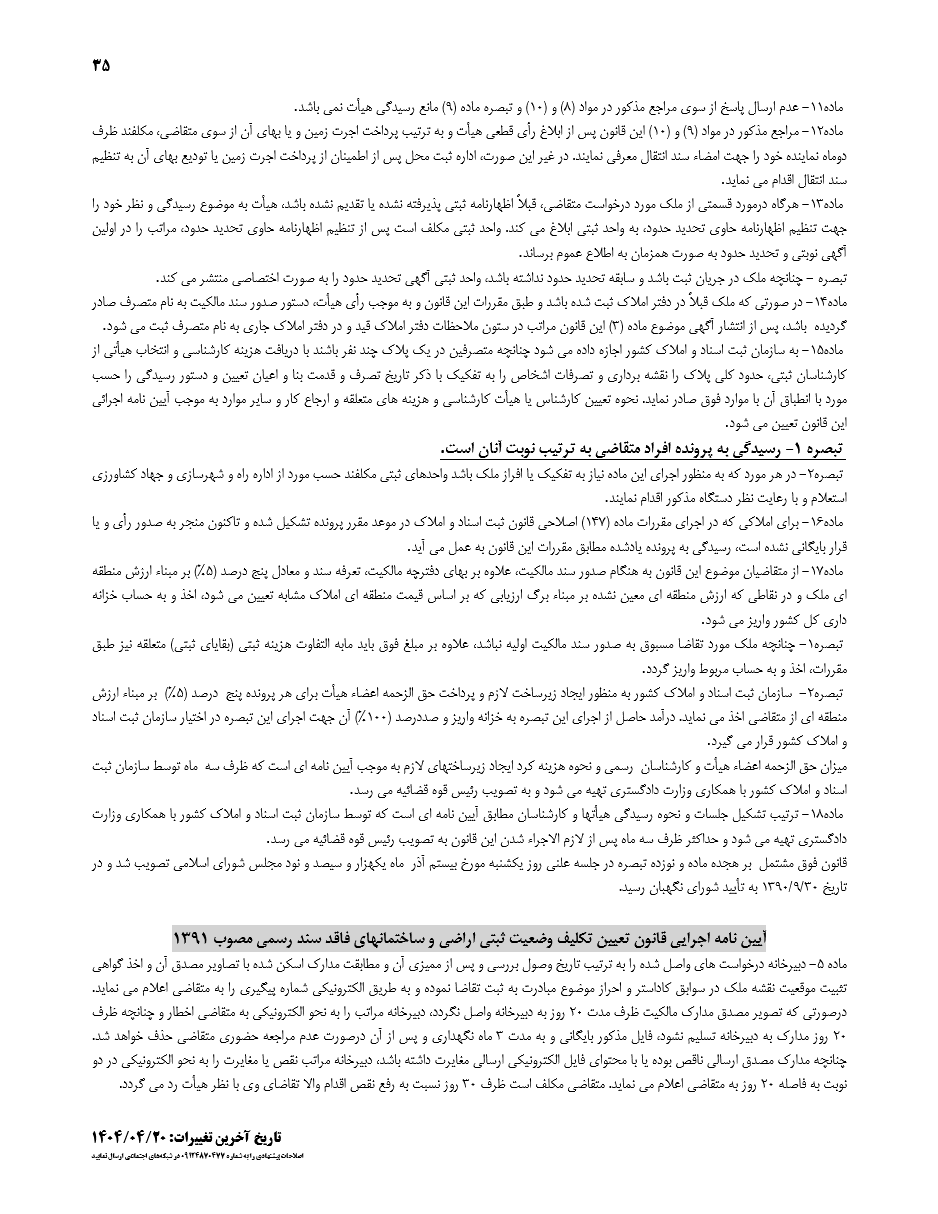 ۳۵
ماده۱۱- عدم ارسال پاسخ از سوی مراجع مذکور در مواد (۸) و (۱۰) و تبصره ماده (۹) مانع رسیدگی هیأت نمی باشد.
ماده۱۲- مراجع مذکور در مواد (۹) و (۱۰) این قانون پس از ابلاغ رأی قطعی هیأت و به ترتیب پرداخت اجرت زمین و یا بهای آن از سوی متقاضی، مکلفند ظرف
دوماه نماینده خود را جهت امضاء سند انتقال معرفی نمایند. در غیر این صورت، اداره ثبت محل پس از اطمینان از پرداخت اجرت زمین یا تودیع بهای آن به تنظیم
سند انتقال اقدام می نماید.
ماده۱۳- هرگاه درمورد قسمتی از ملک مورد درخواست متقاضی، قبلاً اظهارنامه ثبتی پذیرفته نشده یا تقدیم نشده باشد، هیأت به موضوع رسیدگی و نظر خود را
جهت تنظیم اظهارنامه حاوی تحدید حدود، به واحد ثبتی ابلاغ می کند. واحد ثبتی مکلف است پس از تنظیم اظهارنامه حاوی تحدید حدود، مراتب را در اولین
آگهی نوبتی و تحدید حدود به صورت همزمان به اطلاع عموم برساند.
تبصره - چنانچه ملک در جریان ثبت باشد و سابقه تحدید حدود نداشته باشد، واحد ثبتی آگهی تحدید حدود را به صورت اختصاصی منتشر می کند.
ماده۱۴- در صورتی که ملک قبلاً در دفتر املاک ثبت شده باشد و طبق مقررات این قانون و به موجب رأی هیأت، دستور صدور سند مالکیت به نام متصرف صادر
گردیده باشد، پس از انتشار آگهی موضوع ماده (۳) این قانون مراتب در ستون ملاحظات دفتر املاک قید و در دفتر املاک جاری به نام متصرف ثبت می شود.
ماده۱۵- به سازمان ثبت اسناد و املاک کشور اجازه داده می شود چنانچه متصرفین در یک پلاک چند نفر باشند با دریافت هزینه کارشناسی و انتخاب هیأتی از
کارشناسان ثبتی، حدود کلی پلاک را نقشه برداری و تصرفات اشخاص را به تفکیک با ذکر تاریخ تصرف و قدمت بنا و اعیان تعیین و دستور رسیدگی را حسب
مورد با انطباق آن با موارد فوق صادر نماید. نحوه تعیین کارشناس یا هیأت کارشناسی و هزینه های متعلقه و ارجاع کار و سایر موارد به موجب آیین نامه اجرائی
این قانون تعیین می شود.
تبصره ۱- رسیدگی به پرونده افراد متقاضی به ترتیب نوبت آنان است.
تبصره۲- در هر مورد که به منظور اجرای این ماده نیاز به تفکیک یا افراز ملک باشد واحدهای ثبتی مکلفند حسب مورد از اداره راه و شهرسازی و جهاد کشاورزی
استعلام و با رعایت نظر دستگاه مذکور اقدام نمایند.
ماده۱۶- برای املاکی که در اجرای مقررات ماده (۱۴۷) اصلاحی قانون ثبت اسناد و املاک در موعد مقرر پرونده تشکیل شده و تاکنون منجر به صدور رأی و یا
قرار بایگانی نشده است، رسیدگی به پرونده یادشده مطابق مقررات این قانون به عمل می آید.
ماده۱۷- از متقاضیان موضوع این قانون به هنگام صدور سند مالکیت، علاوه بر بهای دفترچه مالکیت، تعرفه سند و معادل پنج درصد (۵٪) بر مبناء ارزش منطقه
ای ملک و در نقاطی که ارزش منطقه ای معین نشده بر مبناء برگ ارزیابی که بر اساس قیمت منطقه ای املاک مشابه تعیین می شود، اخذ و به حساب خزانه
داری کل کشور واریز می شود.
تبصره۱- چنانچه ملک مورد تقاضا مسبوق به صدور سند مالکیت اولیه نباشد، علاوه بر مبلغ فوق باید مابه التفاوت هزینه ثبتی (بقایای ثبتی) متعلقه نیز طبق
مقررات، اخذ و به حساب مربوط واریز گردد.
تبصره۲- سازمان ثبت اسناد و املاک کشور به منظور ایجاد زیرساخت لازم و پرداخت حق الزحمه اعضاء هیأت برای هر پرونده پنج درصد (۵٪) بر مبناء ارزش
منطقه ای از متقاضی اخذ می نماید. درآمد حاصل از اجرای این تبصره به خزانه واریز و صددرصد (۱۰۰٪) آن جهت اجرای این تبصره در اختیار سازمان ثبت اسناد
و املاک کشور قرار می گیرد.
میزان حق الزحمه اعضاء هیأت و کارشناسان رسمی و نحوه هزینه کرد ایجاد زیرساختهای لازم به موجب آیین نامه ای است که ظرف سه ماه توسط سازمان ثبت
اسناد و املاک کشور با همکاری وزارت دادگستری تهیه می شود و به تصویب رئیس قوه قضائیه می رسد.
ماده۱۸- ترتیب تشکیل جلسات و نحوه رسیدگی هیأتها و کارشناسان مطابق آیین نامه ای است که توسط سازمان ثبت اسناد و املاک کشور با همکاری وزارت
دادگستری تهیه می شود و حداکثر ظرف سه ماه پس از لازم الاجراء شدن این قانون به تصویب رئیس قوه قضائیه می رسد.
قانون فوق مشتمل بر هجده ماده و نوزده تبصره در جلسه علنی روز یکشنبه مورخ بیستم آذر ماه یکهزار و سیصد و نود مجلس شورای اسلامی تصویب شد و در
تاریخ ۱۳۹۰/۹/۳۰ به تأیید شورای نگهبان رسید.
آیین نامه اجرایی قانون تعیین تکلیف وضعیت ثبتی اراضی و ساختمانهای فاقد سند رسمی مصوب ۱۳۹۱
ماده ۵- دبیرخانه درخواست های واصل شده را به ترتیب تاریخ وصول بررسی و پس از ممیزی آن و مطابقت مدارک اسکن شده با تصاویر مصدق آن و اخذ گواهی
تثبیت موقعیت نقشه ملک در سوابق کاداستر و احراز موضوع مبادرت به ثبت تقاضا نموده و به طریق الکترونیکی شماره پیگیری را به متقاضی اعلام می نماید.
درصورتی که تصویر مصدق مدارک مالکیت ظرف مدت ۲۰ روز به دبیرخانه واصل نگردد، دبیرخانه مراتب را به نحو الکترونیکی به متقاضی اخطار و چنانچه ظرف
۲۰ روز مدارک به دبیرخانه تسلیم نشود، فایل مذکور بایگانی و به مدت ۳ ماه نگهداری و پس از آن درصورت عدم مراجعه حضوری متقاضی حذف خواهد شد.
چنانچه مدارک مصدق ارسالی ناقص بوده یا با محتوای فایل الکترونیکی ارسالی مغایرت داشته باشد، دبیرخانه مراتب نقص یا مغایرت را به نحو الکترونیکی در دو
نوبت به فاصله ۲۰ روز به متقاضی اعلام می نماید. متقاضی مکلف است ظرف ۳۰ روز نسبت به رفع نقص اقدام والا تقاضای وی با نظر هیأت رد می گردد.
تاریخ آخرین تغییرات: ۱۴۰۴/۰۴/۲۰
اصلاحات پیشنهادی را به شماره ۰۹۱۲۴۸۷۰۴۷۷ در شبکه‌های اجتماعی ارسال نمایید